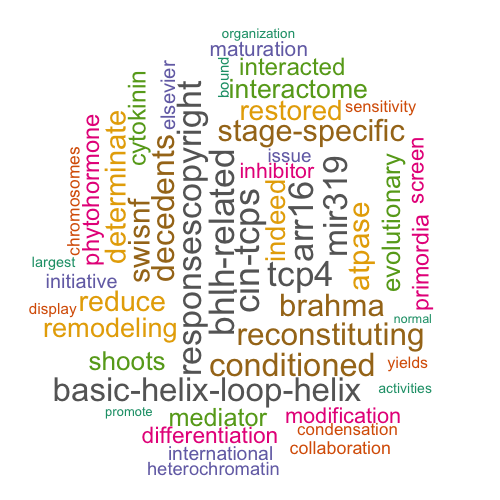 organization
maturation
bound
interacted
interactome
elsevier
cytokinin
restored
sensitivity
stage-specific
phytohormone
determinate
responsescopyright
issue
inhibitor
chromosomes
decedents
swisnf
bhlh-related
cin-tcps
indeed
arr16
mir319
evolutionary
screen
primordia
atpase
largest
initiative
tcp4
display
reduce
brahma
normal
remodeling
reconstituting
shoots
conditioned
yields
basic-helix-loop-helix
activities
promote
mediator
modification
differentiation
condensation
international
collaboration
heterochromatin